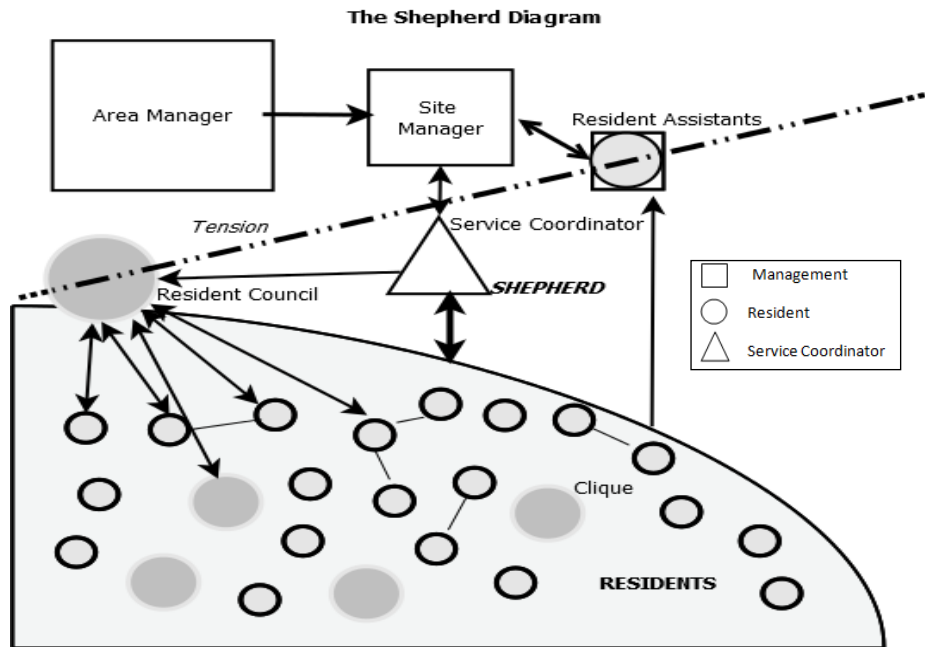 The Shepherd Diagram
Area Manager
Site
Manager
Resident Assistants
Tension
Service Coordinator
Resident Council
SHEPHERD
Management
Resident
Service Coordinator
Clique
RESIDENTS